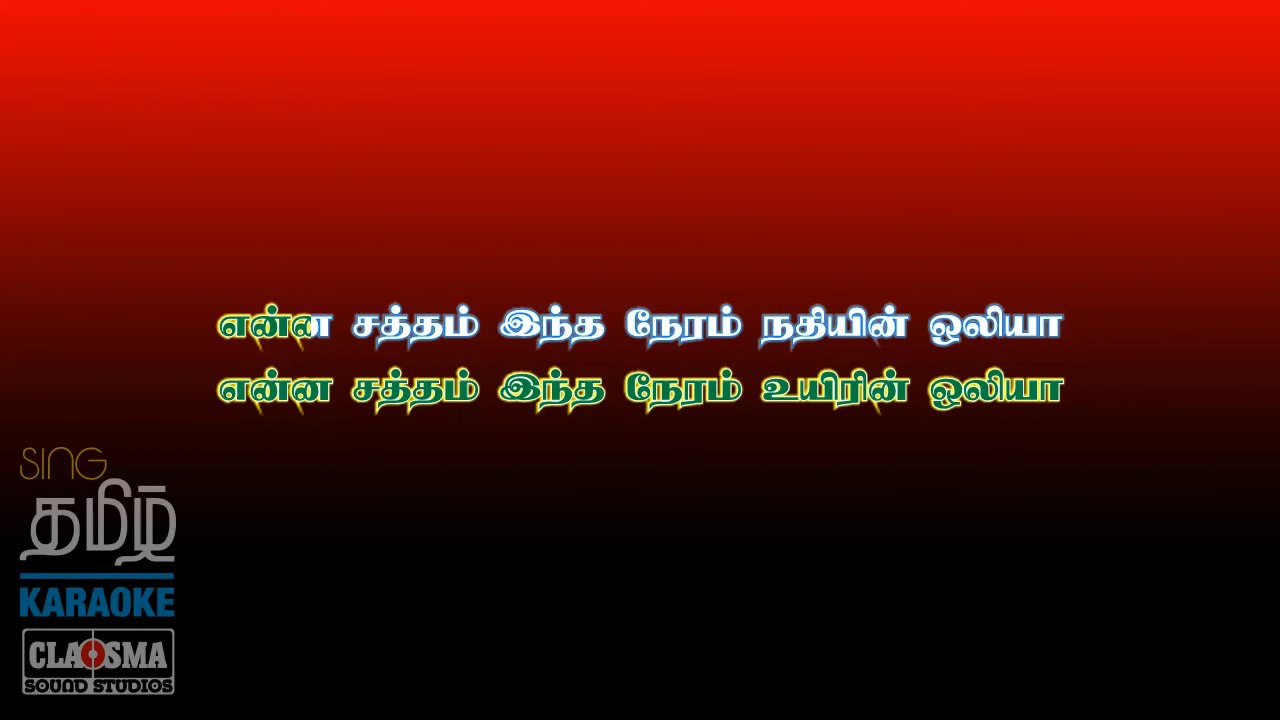 என்ன சத்தம் இந்த நேரம் நதியின் ஒலியா
என்ன சத்தம் இந்த நேரம் உயிரின் ஒலியா
SING
தமிழ்
KARAOKE
CLAOSMA
SOUND STUDIOS